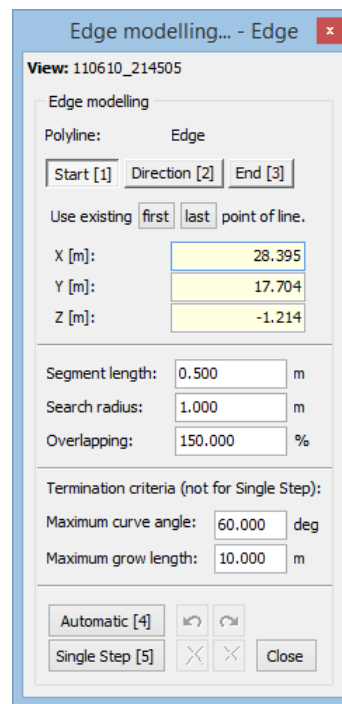 Edge modelling... - Edge x
View: 110610_214505
Edge modelling
Polyline: Edge
Start [1] Direction [2] End [3]
Use existing first last point of line.
X [m]: 28.395
Y [m]: 17.704
Z [m]: -1.214
Segment length: 0.500 m
Search radius: 1.000 m
Overlapping: 150.000 %
Termination criteria (not for Single Step):
Maximum curve angle: 60.000 deg
Maximum grow length: 10.000 m
Automatic [4]
Single Step [5] Close